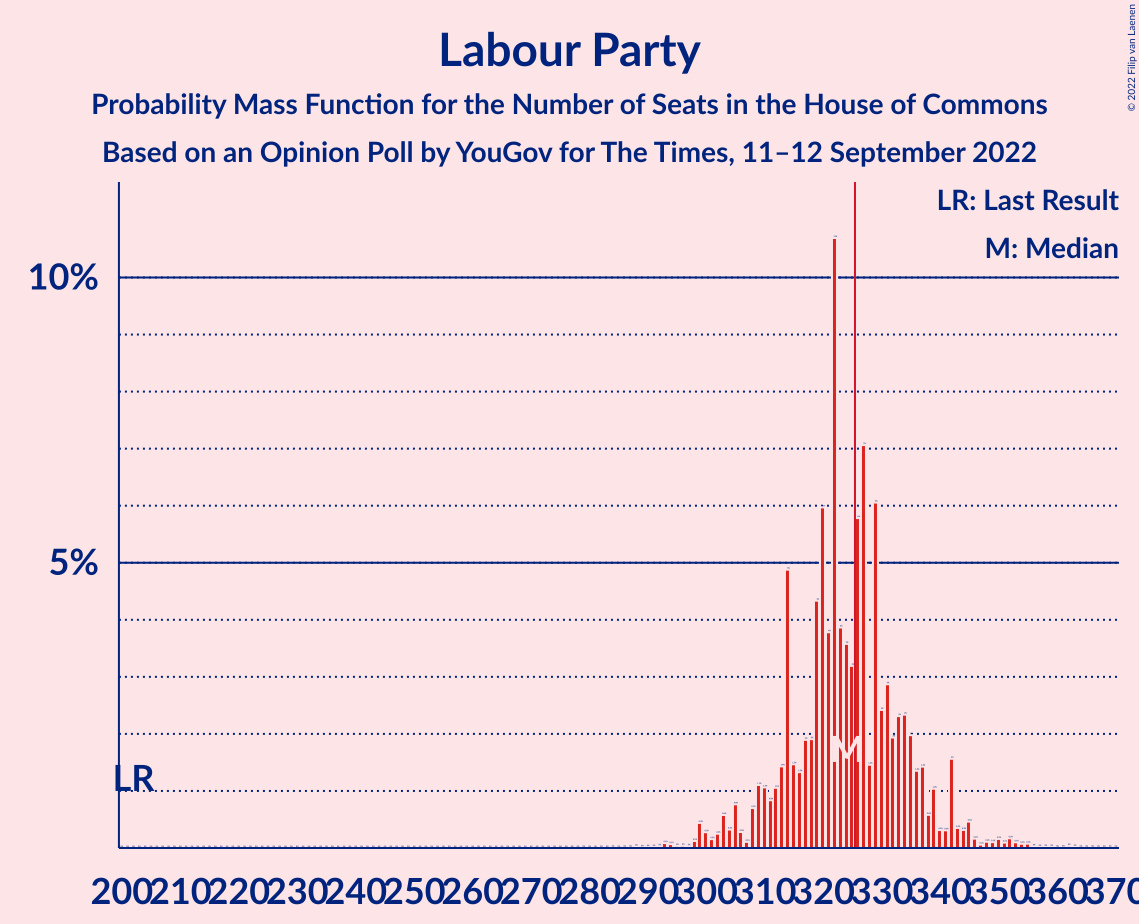 © 2022 Filip van Laenen
Labour Party
Probability Mass Function for the Number of Seats in the House of Commons
Based on an Opinion Poll by YouGov for The Times, 11–12 September 2022
LR: Last Result
M: Median
10%
5%
LR
M
200 210 220 230 240 250 260 270 280 290 300 310 320 330 340 350 360 370